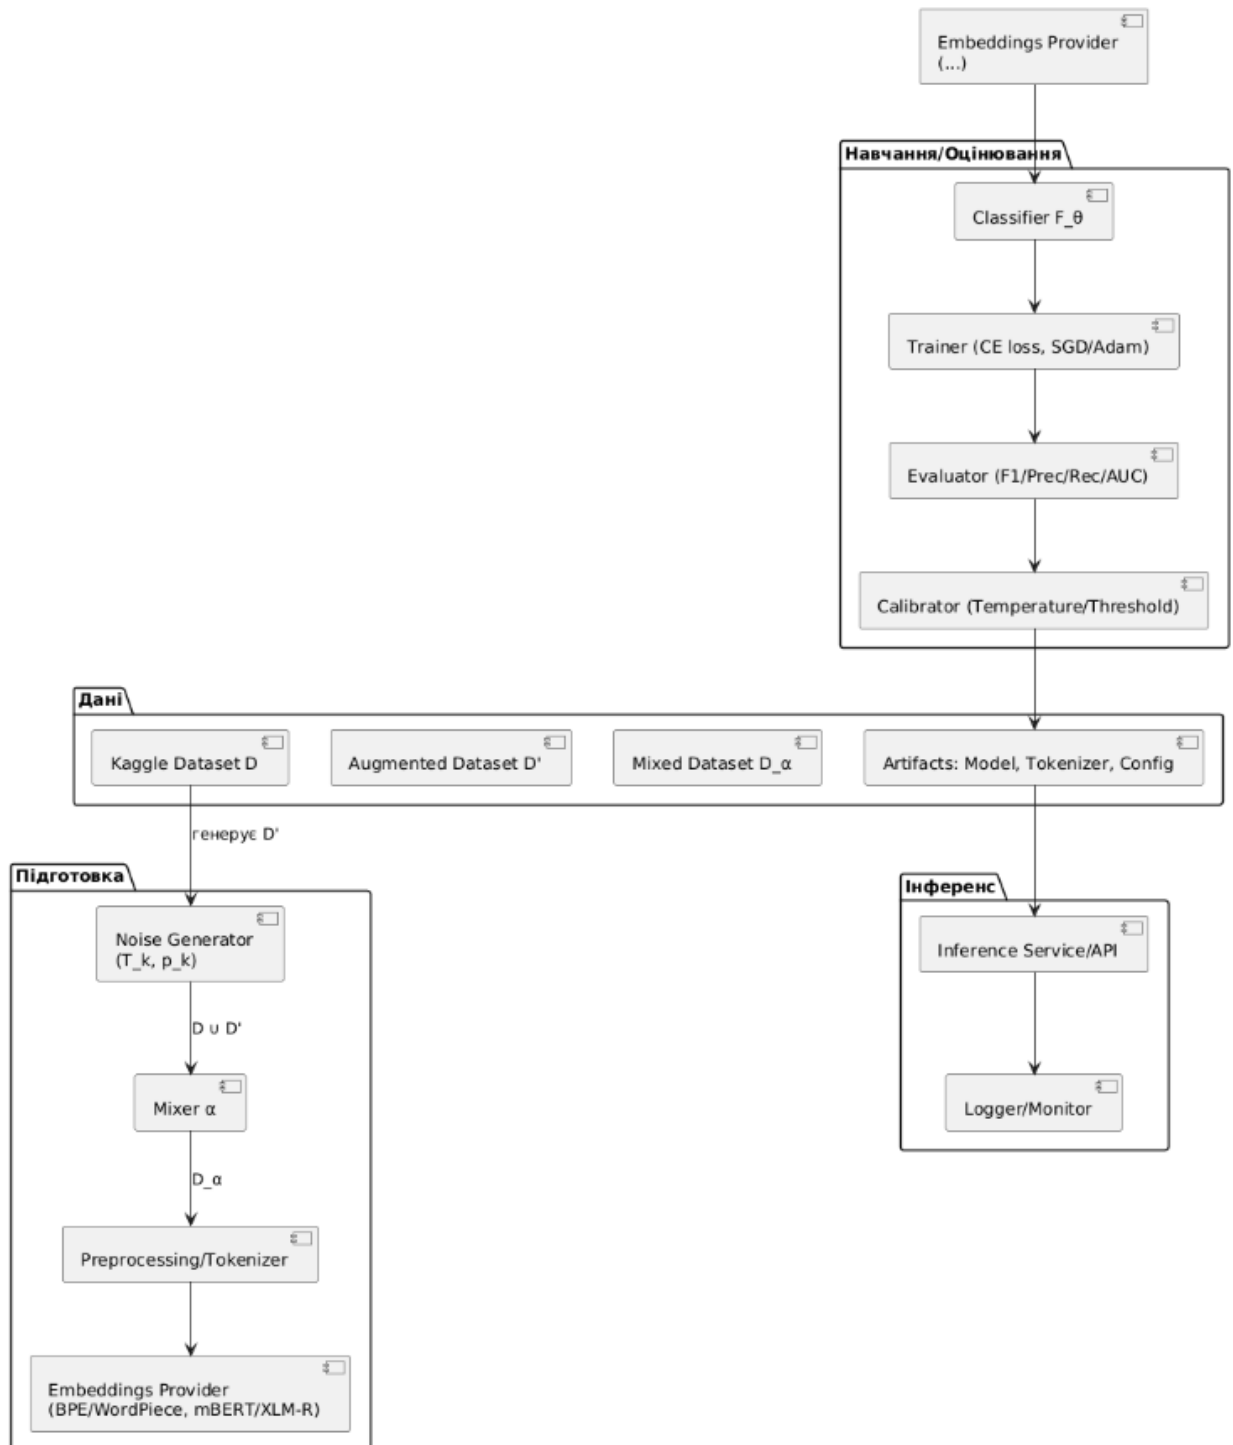 Embeddings Provider
(...)
Навчання/Оцінювання
Classifier F_θ
Trainer (CE loss, SGD/Adam)
Evaluator (F1/Prec/Rec/AUC)
Calibrator (Temperature/Threshold)
Дані
Kaggle Dataset D
Augmented Dataset D'
Mixed Dataset D_α
Artifacts: Model, Tokenizer, Config
генерує D'
Підготовка
Noise Generator
(T_k, p_k)
D ∪ D'
Mixer α
D_α
Preprocessing/Tokenizer
Embeddings Provider
(BPE/WordPiece, mBERT/XLM-R)
Інференс
Inference Service/API
Logger/Monitor